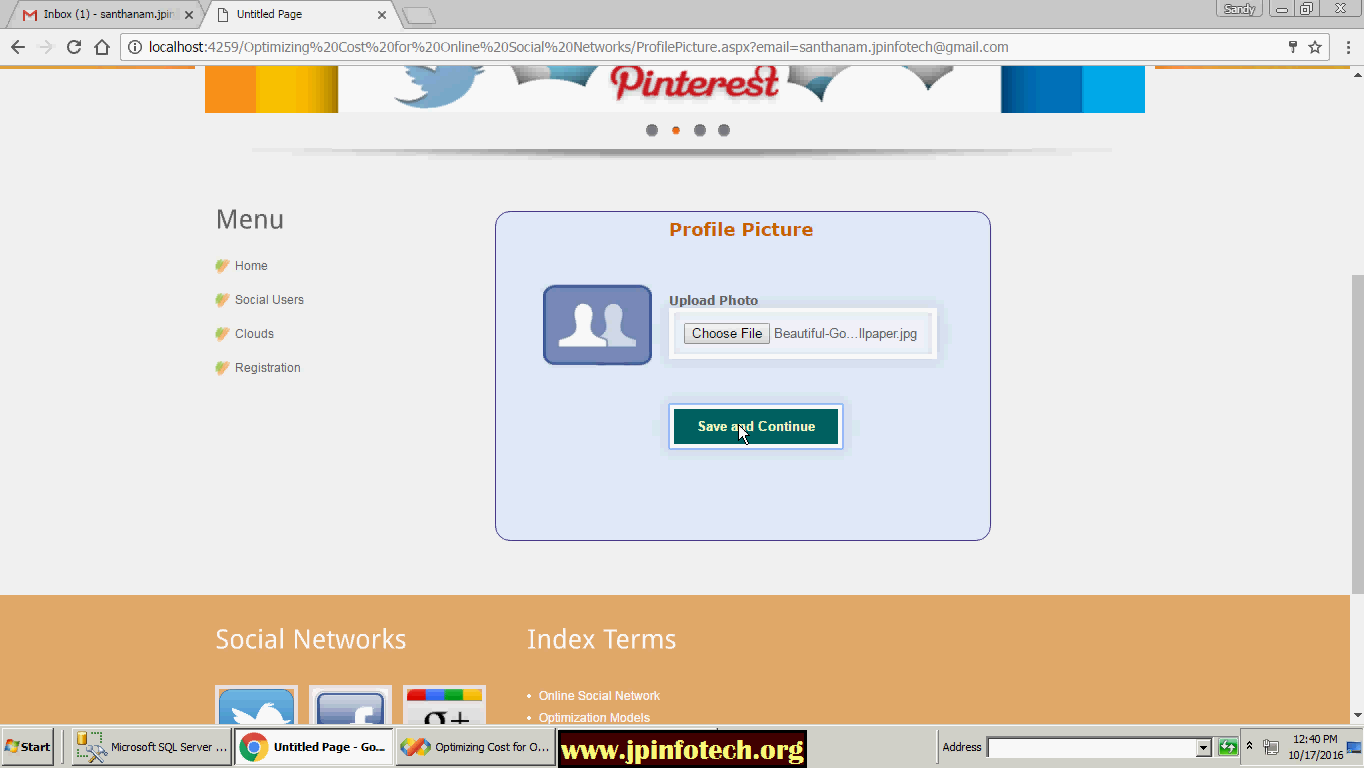 Inbox (1) - santhanam.jpin
Untitled Page
Sandy
localhost:4259/Optimizing%20Cost%20for%20Online%20Social%20Networks/ProfilePicture.aspx?email=santhanam.jpinfotech@gmail.com
Pinterest
Menu
Home
Social Users
Clouds
Registration
Profile Picture
Upload Photo
Choose File Beautiful-Go...llpaper.jpg
Save and Continue
Social Networks
Index Terms
f
g+
• Online Social Network
• Optimization Models
Start
Microsoft SQL Server ...
Untitled Page - Go...
Optimizing Cost for O...
www.jpinfotech.org
Address
12:40 PM
10/17/2016